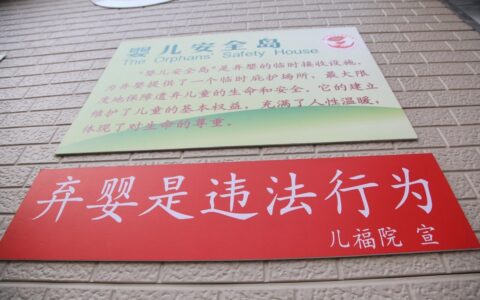 婴儿安全岛
The Orphans' Safety House
"婴儿安全岛"是弃婴的临时接收设施,
为弃婴提供了一个临时庇护场所,最大限
度地保障遗弃儿童的生命和安全。它的建立
维护了儿童的基本权益,充满了人性温暖,
体现了对生命的尊重。
弃婴是违法行为
儿福院 宣